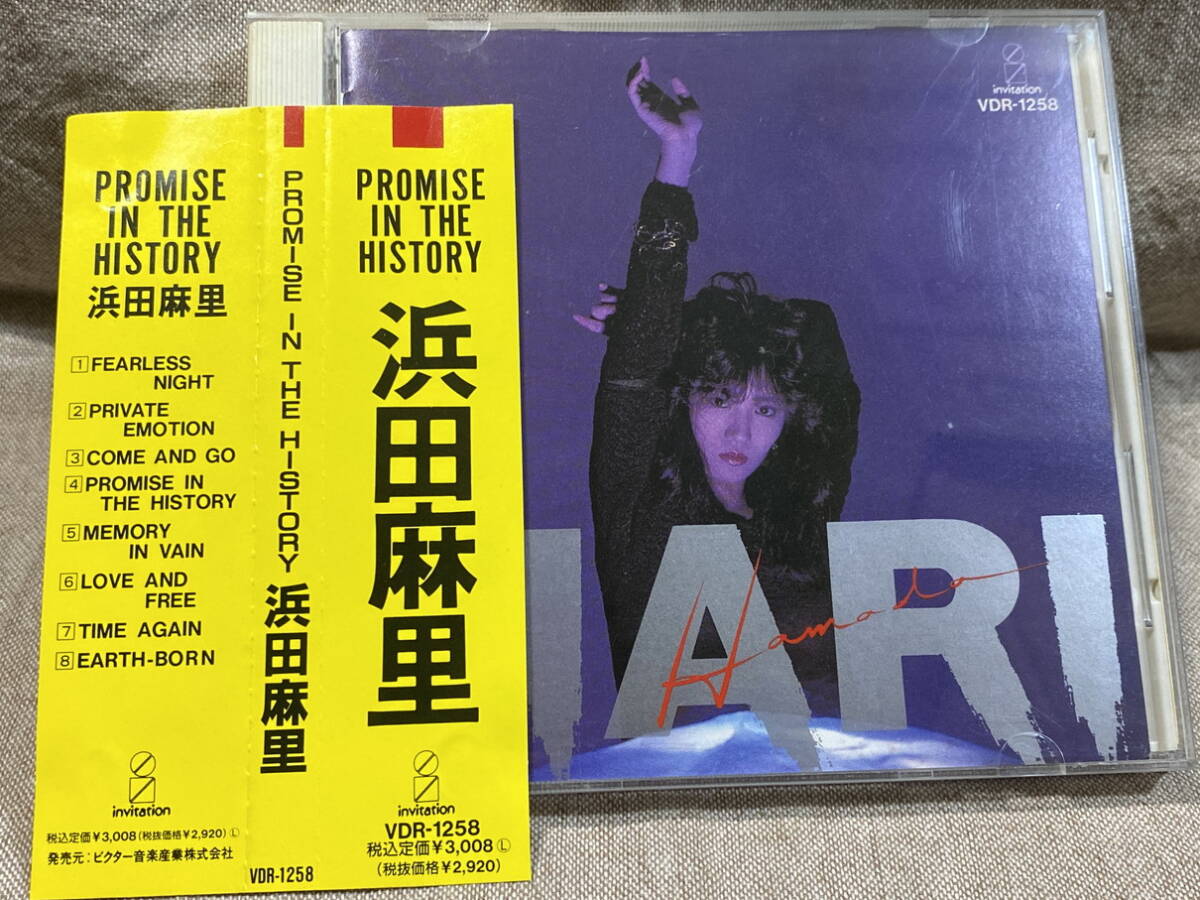 PROMISE
IN THE
HISTORY
浜田麻里
1 FEARLESS
NIGHT
2 PRIVATE
EMOTION
3 COME AND GO
4 PROMISE IN
THE HISTORY
5 MEMORY
IN VAIN
6 LOVE AND
FREE
7 TIME AGAIN
8 EARTH-BORN
invitation
税込定価¥3,008(税抜価格¥2,920)Ⓛ
発売元:ビクター音楽産業株式会社
PROMISE IN THE HISTORY 浜田麻里
VDR-1258
PROMISE
IN THE
HISTORY
浜田麻里
invitation
VDR-1258
税込定価¥3,008Ⓛ
(税抜価格¥2,920)
invitation
VDR-1258
ARI
Hamada